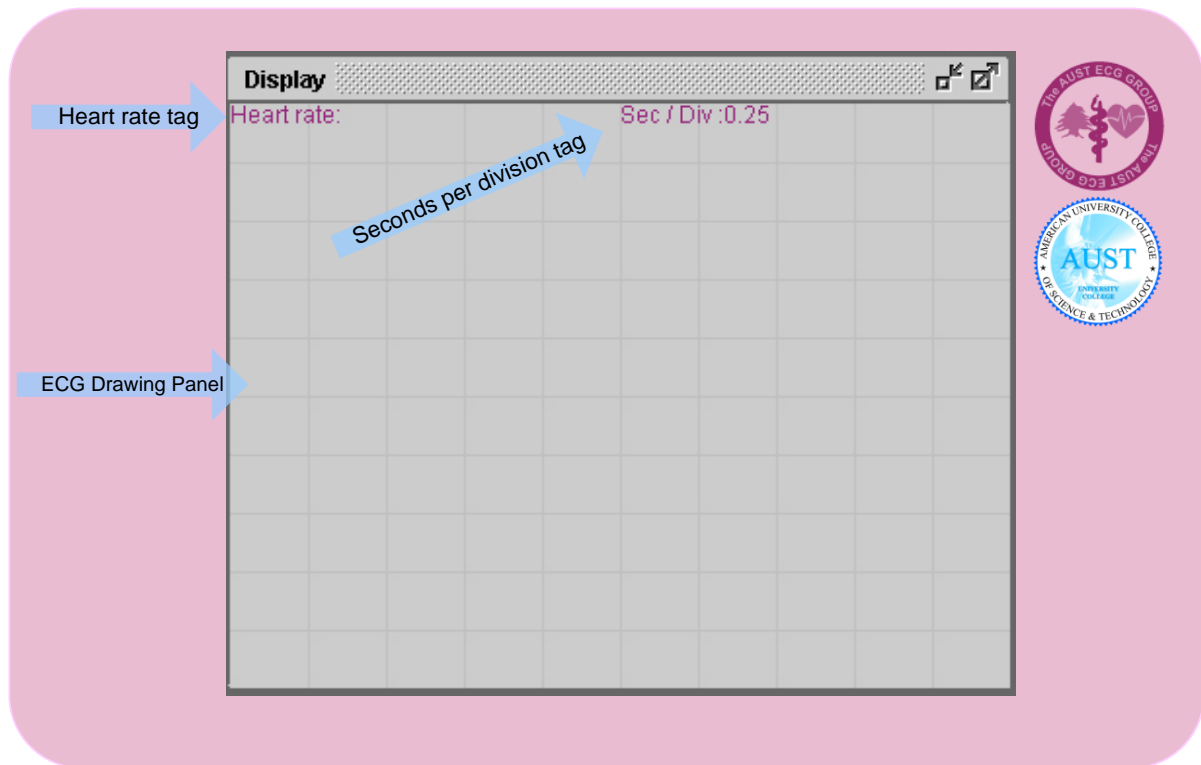 Display
Heart rate tag
Heart rate:
Sec / Div :0.25
Seconds per division tag
ECG Drawing Panel
The AUST ECG GROUP
The AUST ECG GROUP
AMERICAN UNIVERSITY COLLEGE
AUST
UNIVERSITY
COLLEGE
OF SCIENCE & TECHNOLOGY